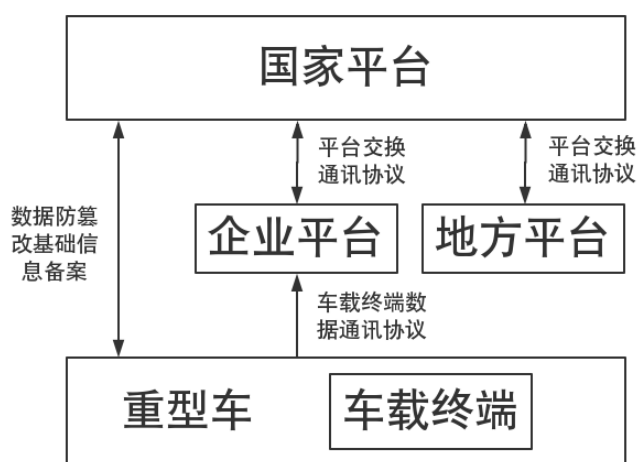 国家平台
平台交换
通讯协议
平台交换
通讯协议
数据防篡
改基础信
息备案
企业平台
地方平台
车载终端数
据通讯协议
重型车
车载终端